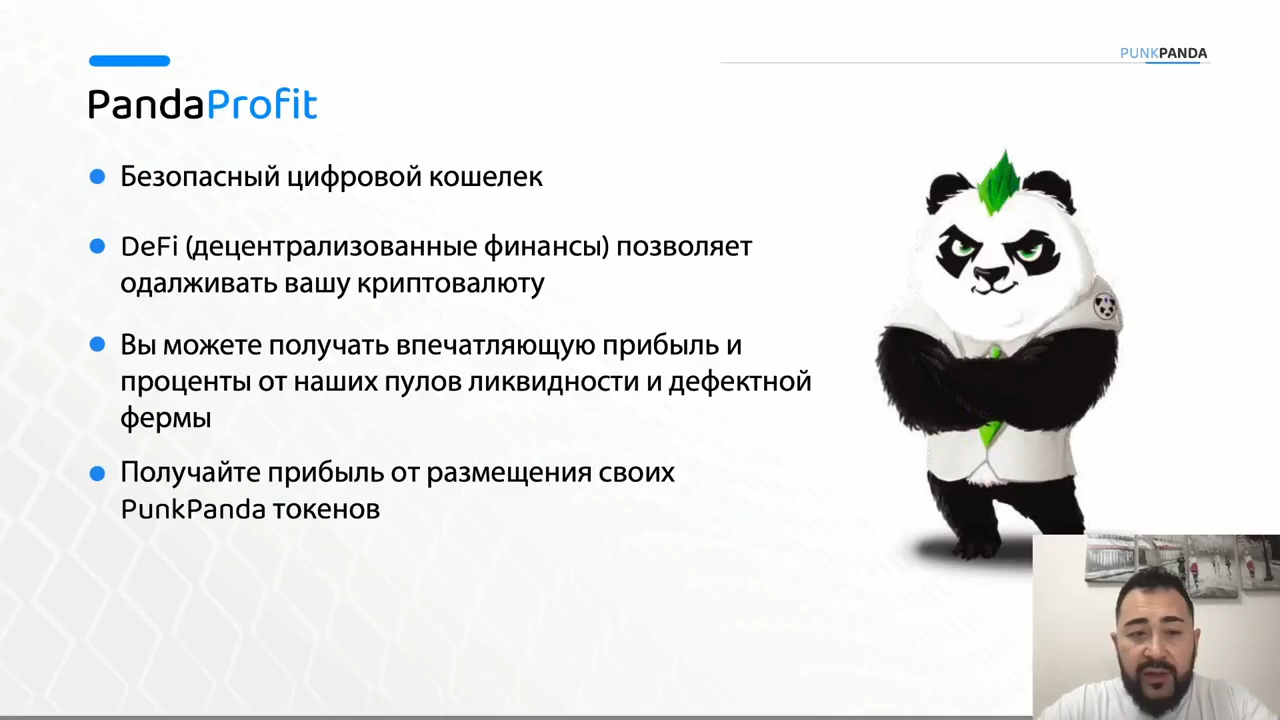 PUNKPANDA
PandaProfit
Безопасный цифровой кошелек
DeFi (децентрализованные финансы) позволяет
одалживать вашу криптовалюту
Вы можете получать впечатляющую прибыль и
проценты от наших пулов ликвидности и дефектной
фермы
Получайте прибыль от размещения своих
PunkPanda токенов